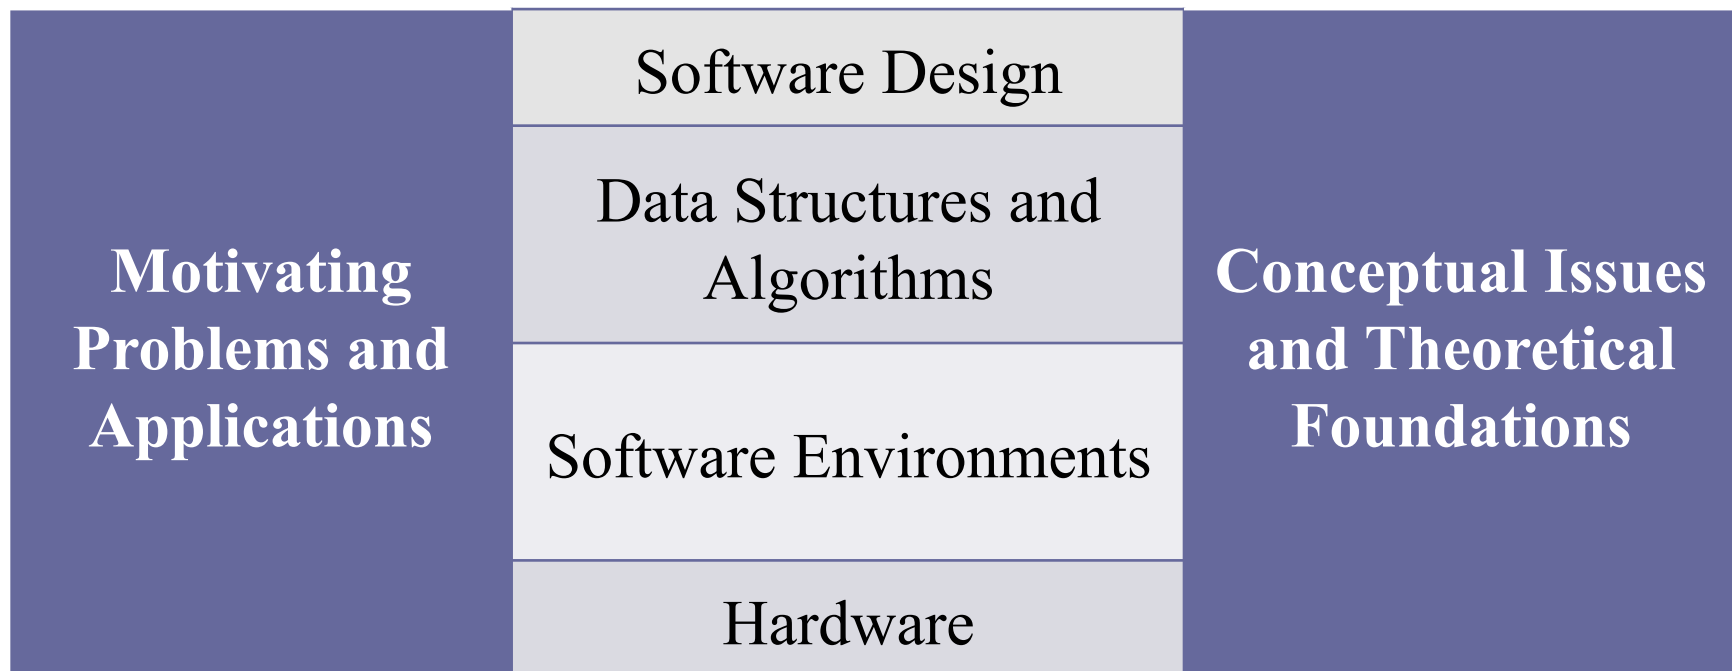 Motivating
Problems and
Applications
Software Design
Data Structures and
Algorithms
Software Environments
Hardware
Conceptual Issues
and Theoretical
Foundations